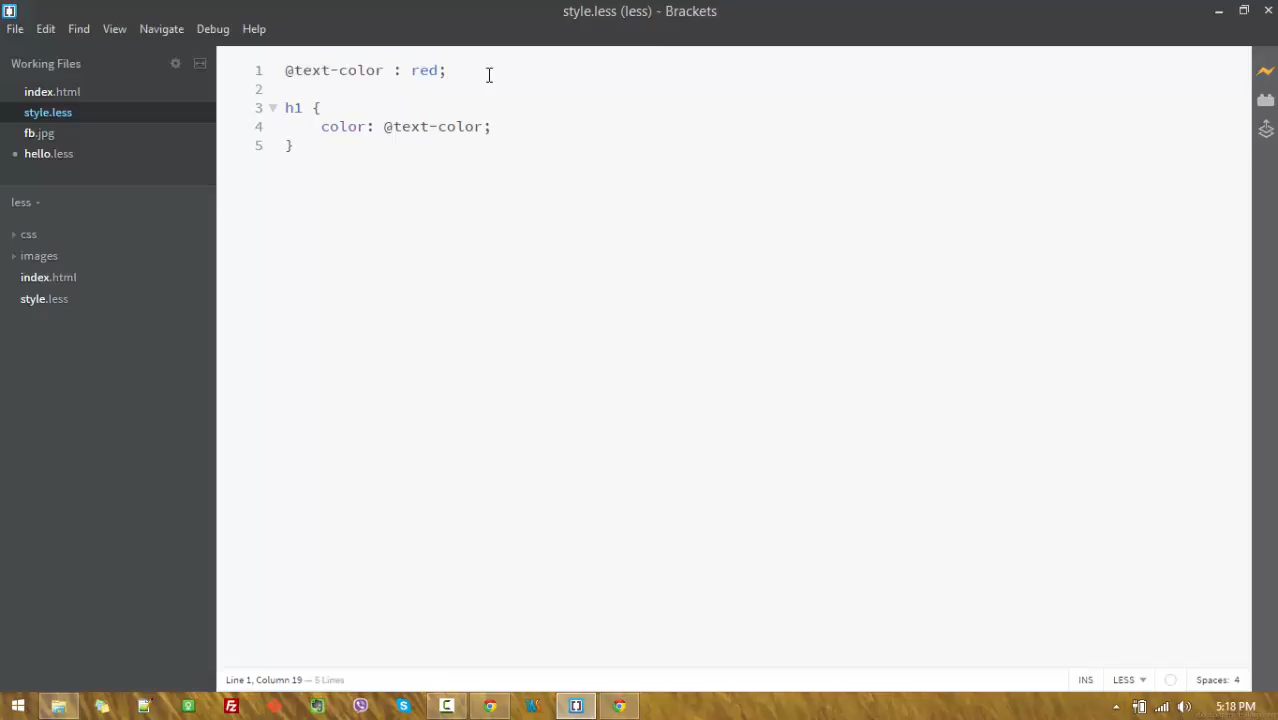 style.less (less) - Brackets
File Edit View Navigate Debug Help
Working Files
index.html
style.less
fb.jpg
hello.less
less
css
images
index.html
style.less
1 @text-color : red;
2
3 h1 {
4 color: @text-color;
5 }
Line 1, Column 19 — 5 Lines
INS LESS Spaces: 4
5:18 PM